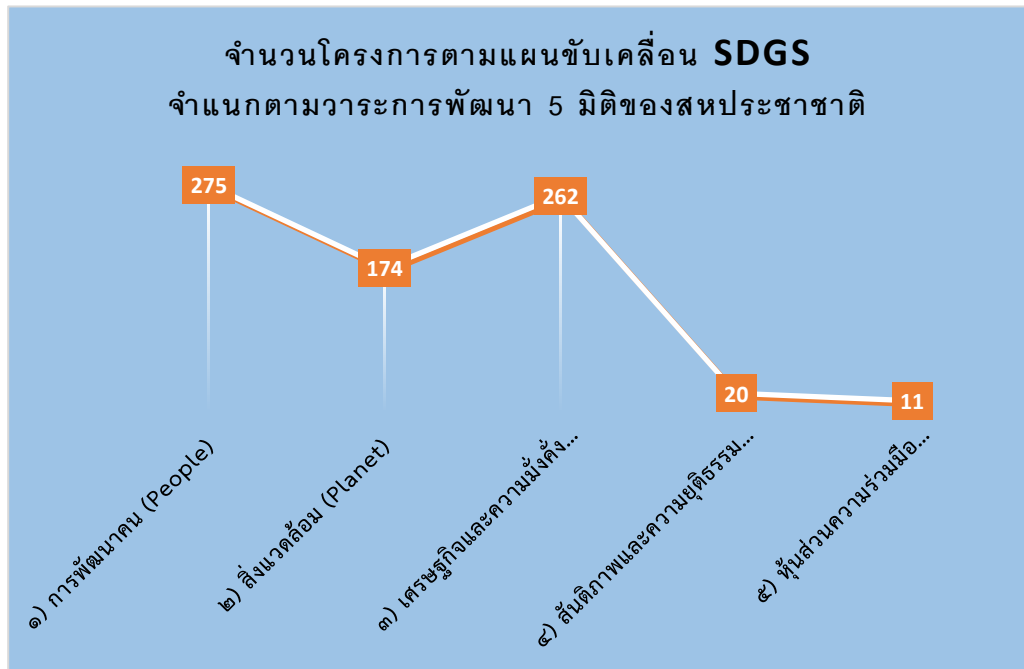 จำนวนโครงการตามแผนขับเคลื่อน SDGS
จำแนกตามวาระการพัฒนา 5 มิติของสหประชาชาติ
275
174
262
20
11
๑) การพัฒนาคน (People)
๒) สิ่งแวดล้อม (Planet)
๓) เศรษฐกิจและความมั่งคั่ง...
๔) สันติภาพและความยุติธรรม...
๕) หุ้นส่วนความร่วมมือ...